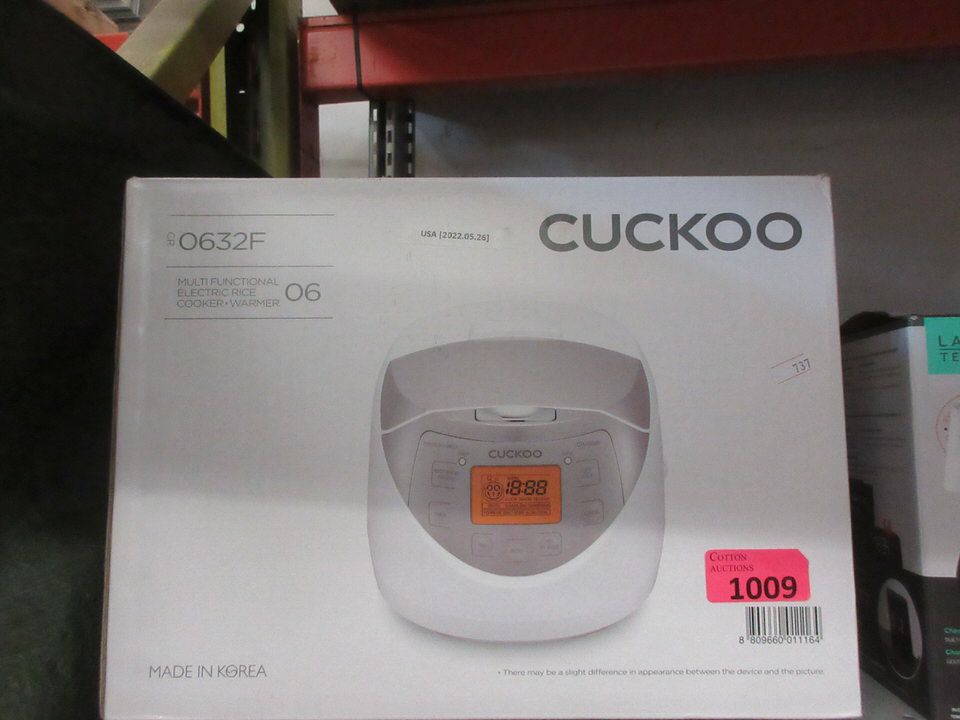 CR 0632F
USA [2022.05.26]
CUCKOO
MULTI FUNCTIONAL
ELECTRIC RICE
COOKER • WARMER 06
737
CUCKOO
18:88
COTTON
AUCTIONS
1009
8 809660 011164
MADE IN KOREA
• There may be a slight difference in appearance between the device and the picture.
LA
TE